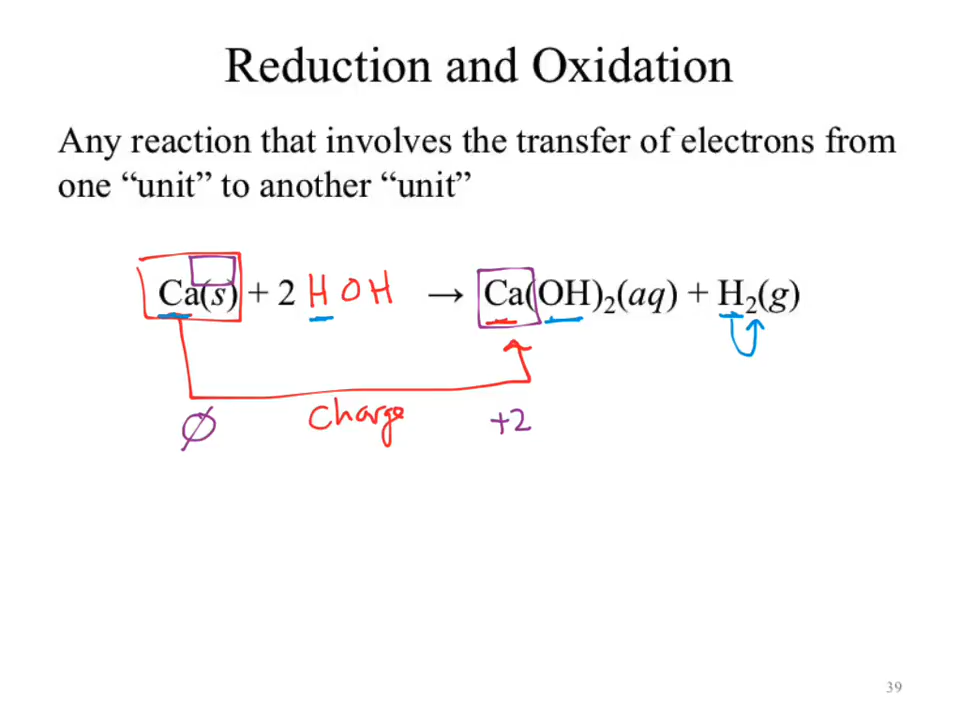 Reduction and Oxidation
Any reaction that involves the transfer of electrons from
one “unit” to another “unit”
Ca(s) + 2 H O H → Ca(OH)₂(aq) + H₂(g)
Charge
∅ +2
39